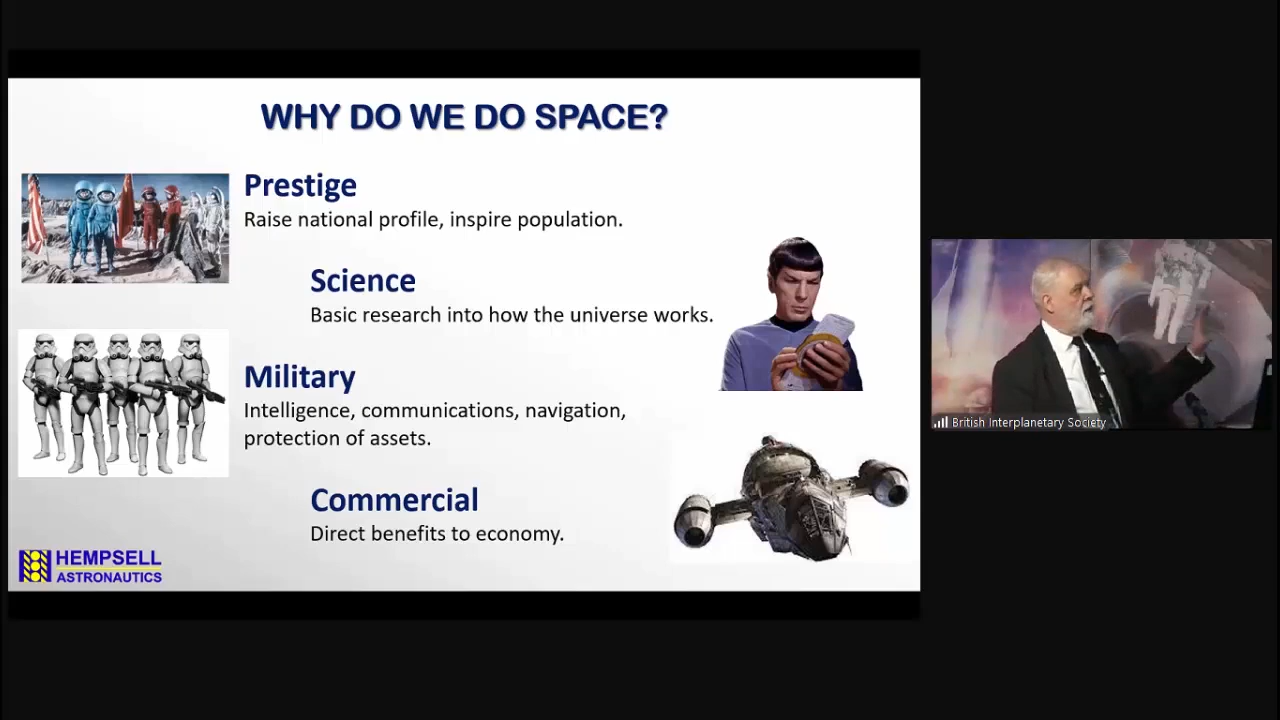 WHY DO WE DO SPACE?
Prestige
Raise national profile, inspire population.
Science
Basic research into how the universe works.
Military
Intelligence, communications, navigation,
protection of assets.
Commercial
Direct benefits to economy.
HEMPSELL
ASTRONAUTICS
British Interplanetary Society